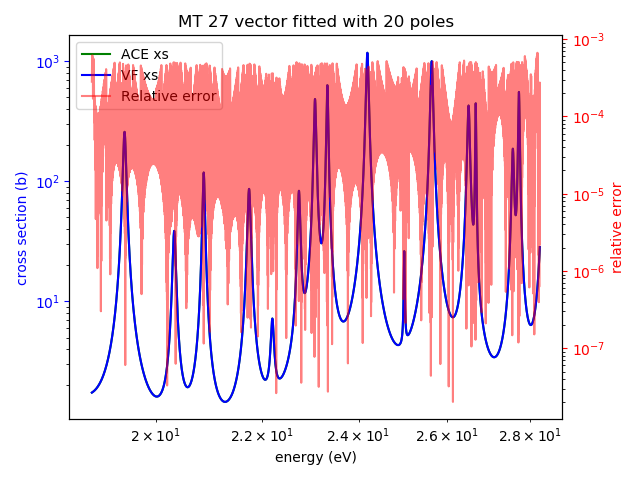 MT 27 vector fitted with 20 poles
ACE xs
VF xs
Relative error
cross section (b)
10³
10²
10¹
relative error
10⁻³
10⁻⁴
10⁻⁵
10⁻⁶
10⁻⁷
2 × 10¹ 2.2 × 10¹ 2.4 × 10¹ 2.6 × 10¹ 2.8 × 10¹
energy (eV)